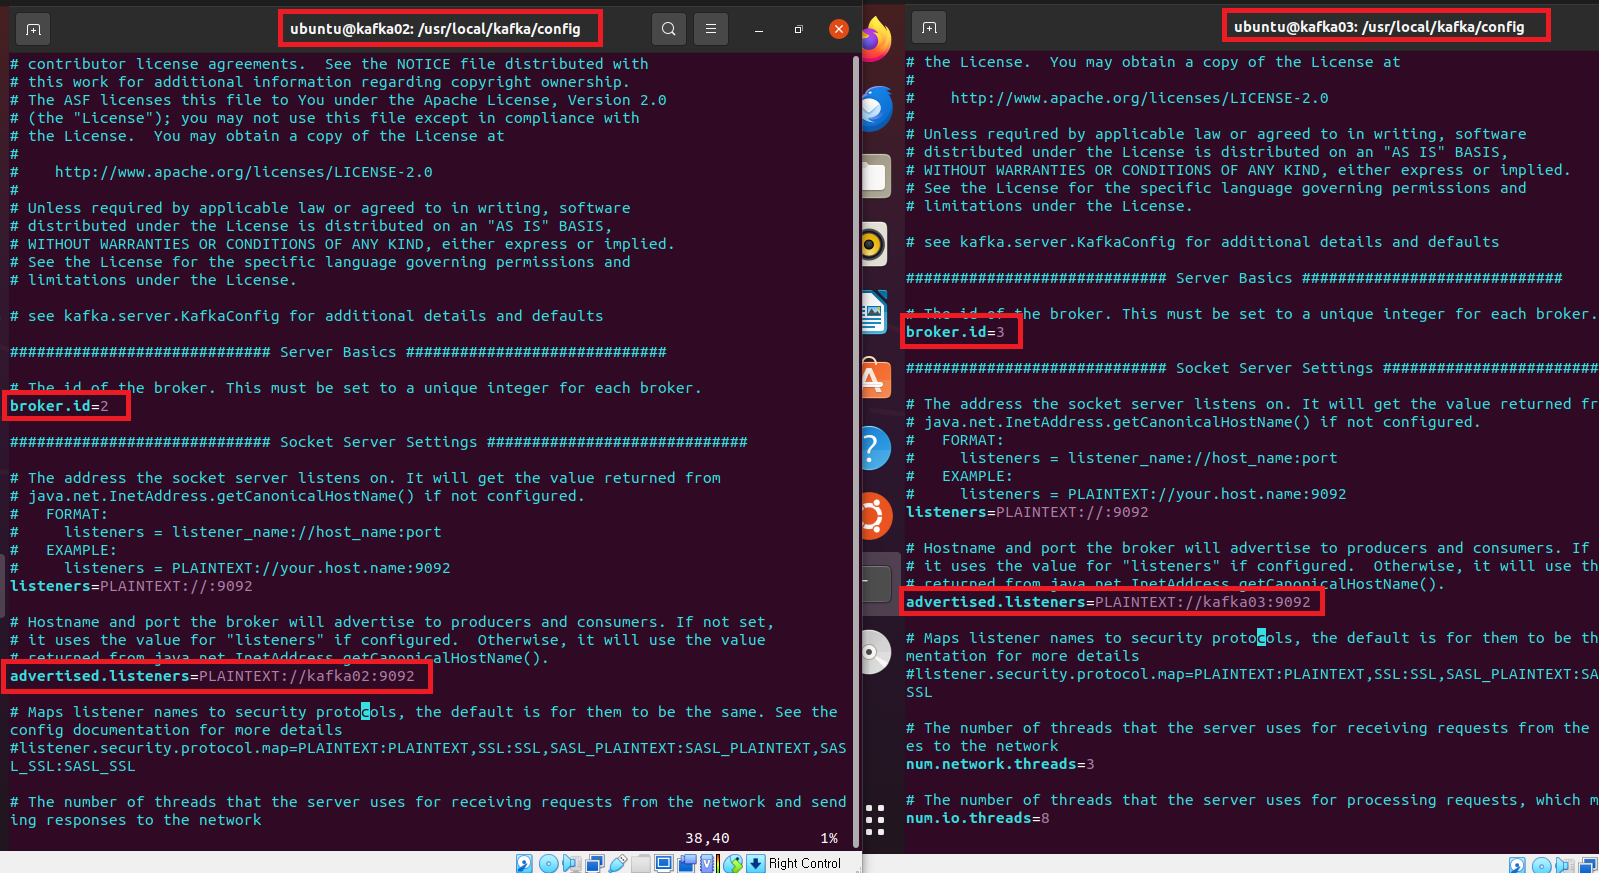 ubuntu@kafka02: /usr/local/kafka/config
# contributor license agreements.  See the NOTICE file distributed with
# this work for additional information regarding copyright ownership.
# The ASF licenses this file to You under the Apache License, Version 2.0
# (the "License"); you may not use this file except in compliance with
# the License.  You may obtain a copy of the License at
#
#    http://www.apache.org/licenses/LICENSE-2.0
#
# Unless required by applicable law or agreed to in writing, software
# distributed under the License is distributed on an "AS IS" BASIS,
# WITHOUT WARRANTIES OR CONDITIONS OF ANY KIND, either express or implied.
# See the License for the specific language governing permissions and
# limitations under the License.
# see kafka.server.KafkaConfig for additional details and defaults
############################# Server Basics #############################
# The id of the broker. This must be set to a unique integer for each broker.
broker.id=2
############################# Socket Server Settings #############################
# The address the socket server listens on. It will get the value returned from
# java.net.InetAddress.getCanonicalHostName() if not configured.
#   FORMAT:
#     listeners = listener_name://host_name:port
#   EXAMPLE:
#     listeners = PLAINTEXT://your.host.name:9092
listeners=PLAINTEXT://:9092
# Hostname and port the broker will advertise to producers and consumers. If not set,
# it uses the value for "listeners" if configured.  Otherwise, it will use the value
# returned from java.net.InetAddress.getCanonicalHostName().
advertised.listeners=PLAINTEXT://kafka02:9092
# Maps listener names to security protocols, the default is for them to be the same. See the
config documentation for more details
#listener.security.protocol.map=PLAINTEXT:PLAINTEXT,SSL:SSL,SASL_PLAINTEXT:SASL_PLAINTEXT,SAS
L_SSL:SASL_SSL
# The number of threads that the server uses for receiving requests from the network and send
ing responses to the network
38,40 1%
Right Control
ubuntu@kafka03: /usr/local/kafka/config
# the License.  You may obtain a copy of the License at
#
#    http://www.apache.org/licenses/LICENSE-2.0
#
# Unless required by applicable law or agreed to in writing, software
# distributed under the License is distributed on an "AS IS" BASIS,
# WITHOUT WARRANTIES OR CONDITIONS OF ANY KIND, either express or implied.
# See the License for the specific language governing permissions and
# limitations under the License.
# see kafka.server.KafkaConfig for additional details and defaults
############################# Server Basics #############################
# The id of the broker. This must be set to a unique integer for each broker.
broker.id=3
############################# Socket Server Settings ########################
# The address the socket server listens on. It will get the value returned fr
# java.net.InetAddress.getCanonicalHostName() if not configured.
#   FORMAT:
#     listeners = listener_name://host_name:port
#   EXAMPLE:
#     listeners = PLAINTEXT://your.host.name:9092
listeners=PLAINTEXT://:9092
# Hostname and port the broker will advertise to producers and consumers. If
# it uses the value for "listeners" if configured.  Otherwise, it will use th
# returned from java.net.InetAddress.getCanonicalHostName().
advertised.listeners=PLAINTEXT://kafka03:9092
# Maps listener names to security protocols, the default is for them to be th
mentation for more details
#listener.security.protocol.map=PLAINTEXT:PLAINTEXT,SSL:SSL,SASL_PLAINTEXT:SA
SSL
# The number of threads that the server uses for receiving requests from the
es to the network
num.network.threads=3
# The number of threads that the server uses for processing requests, which m
num.io.threads=8